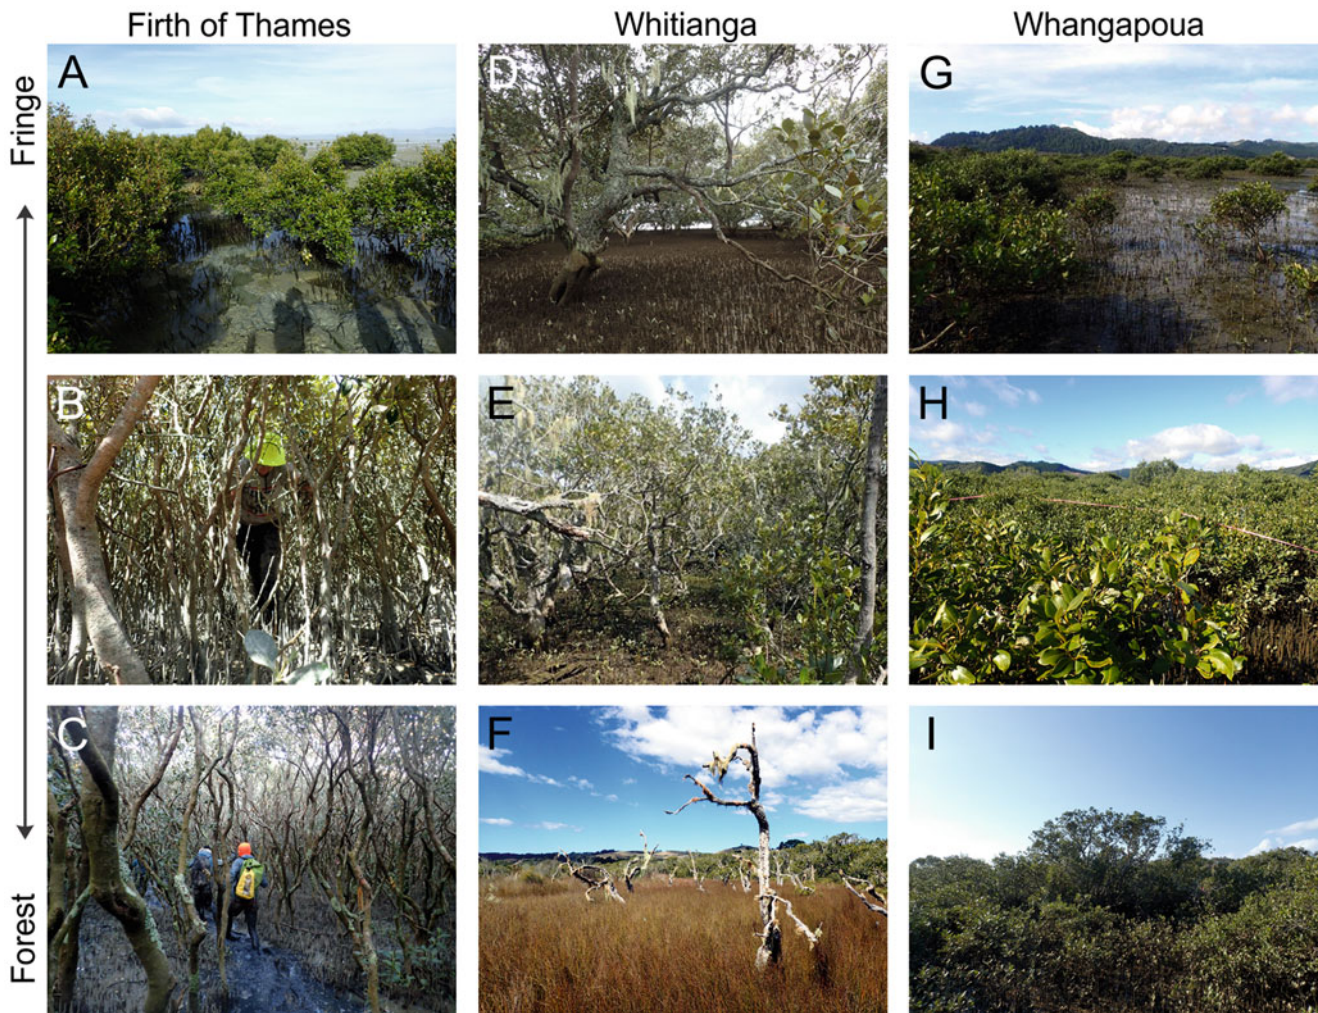 Firth of Thames
Whitianga
Whangapoua
Fringe
Forest
A
D
G
B
E
H
C
F
I